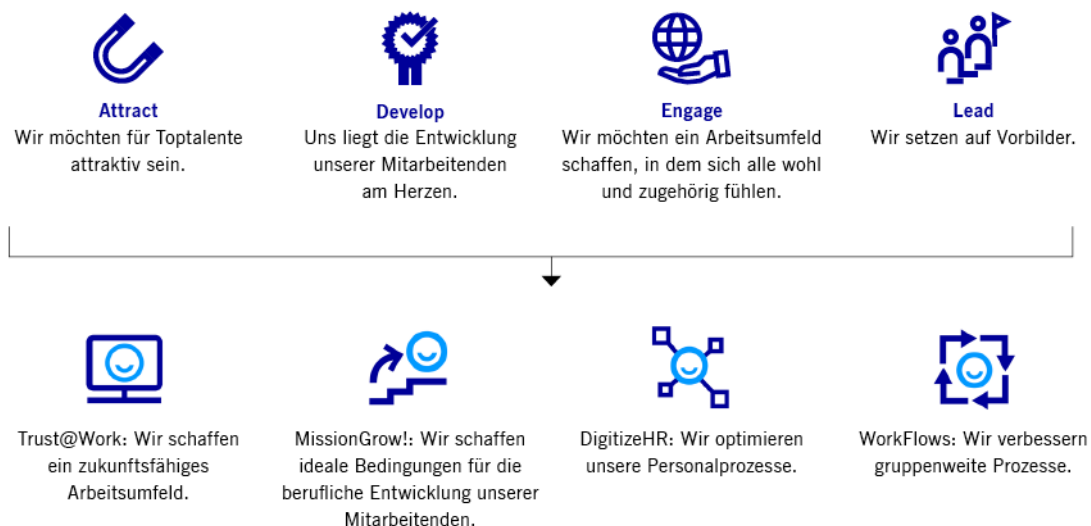 Attract
Wir möchten für Toptalente
attraktiv sein.
Develop
Uns liegt die Entwicklung
unserer Mitarbeitenden
am Herzen.
Engage
Wir möchten ein Arbeitsumfeld
schaffen, in dem sich alle wohl
und zugehörig fühlen.
Lead
Wir setzen auf Vorbilder.
Trust@Work: Wir schaffen
ein zukunftsfähiges
Arbeitsumfeld.
MissionGrow!: Wir schaffen
ideale Bedingungen für die
berufliche Entwicklung unserer
Mitarbeitenden.
DigitizeHR: Wir optimieren
unsere Personalprozesse.
WorkFlows: Wir verbessern
gruppenweite Prozesse.